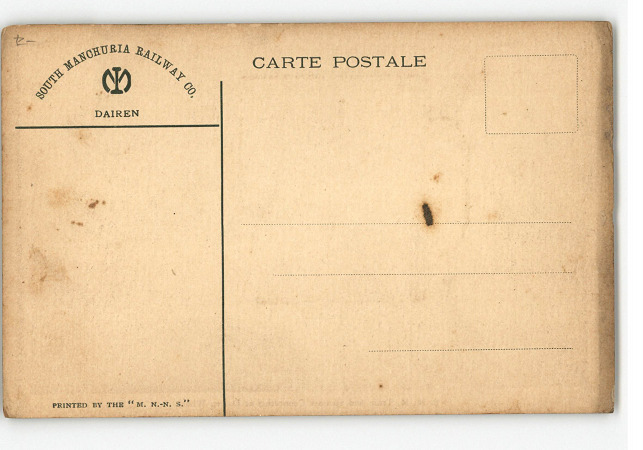 SOUTH MANCHURIA RAILWAY CO.
DAIREN
CARTE POSTALE
PRINTED BY THE "M. N.-N. S."